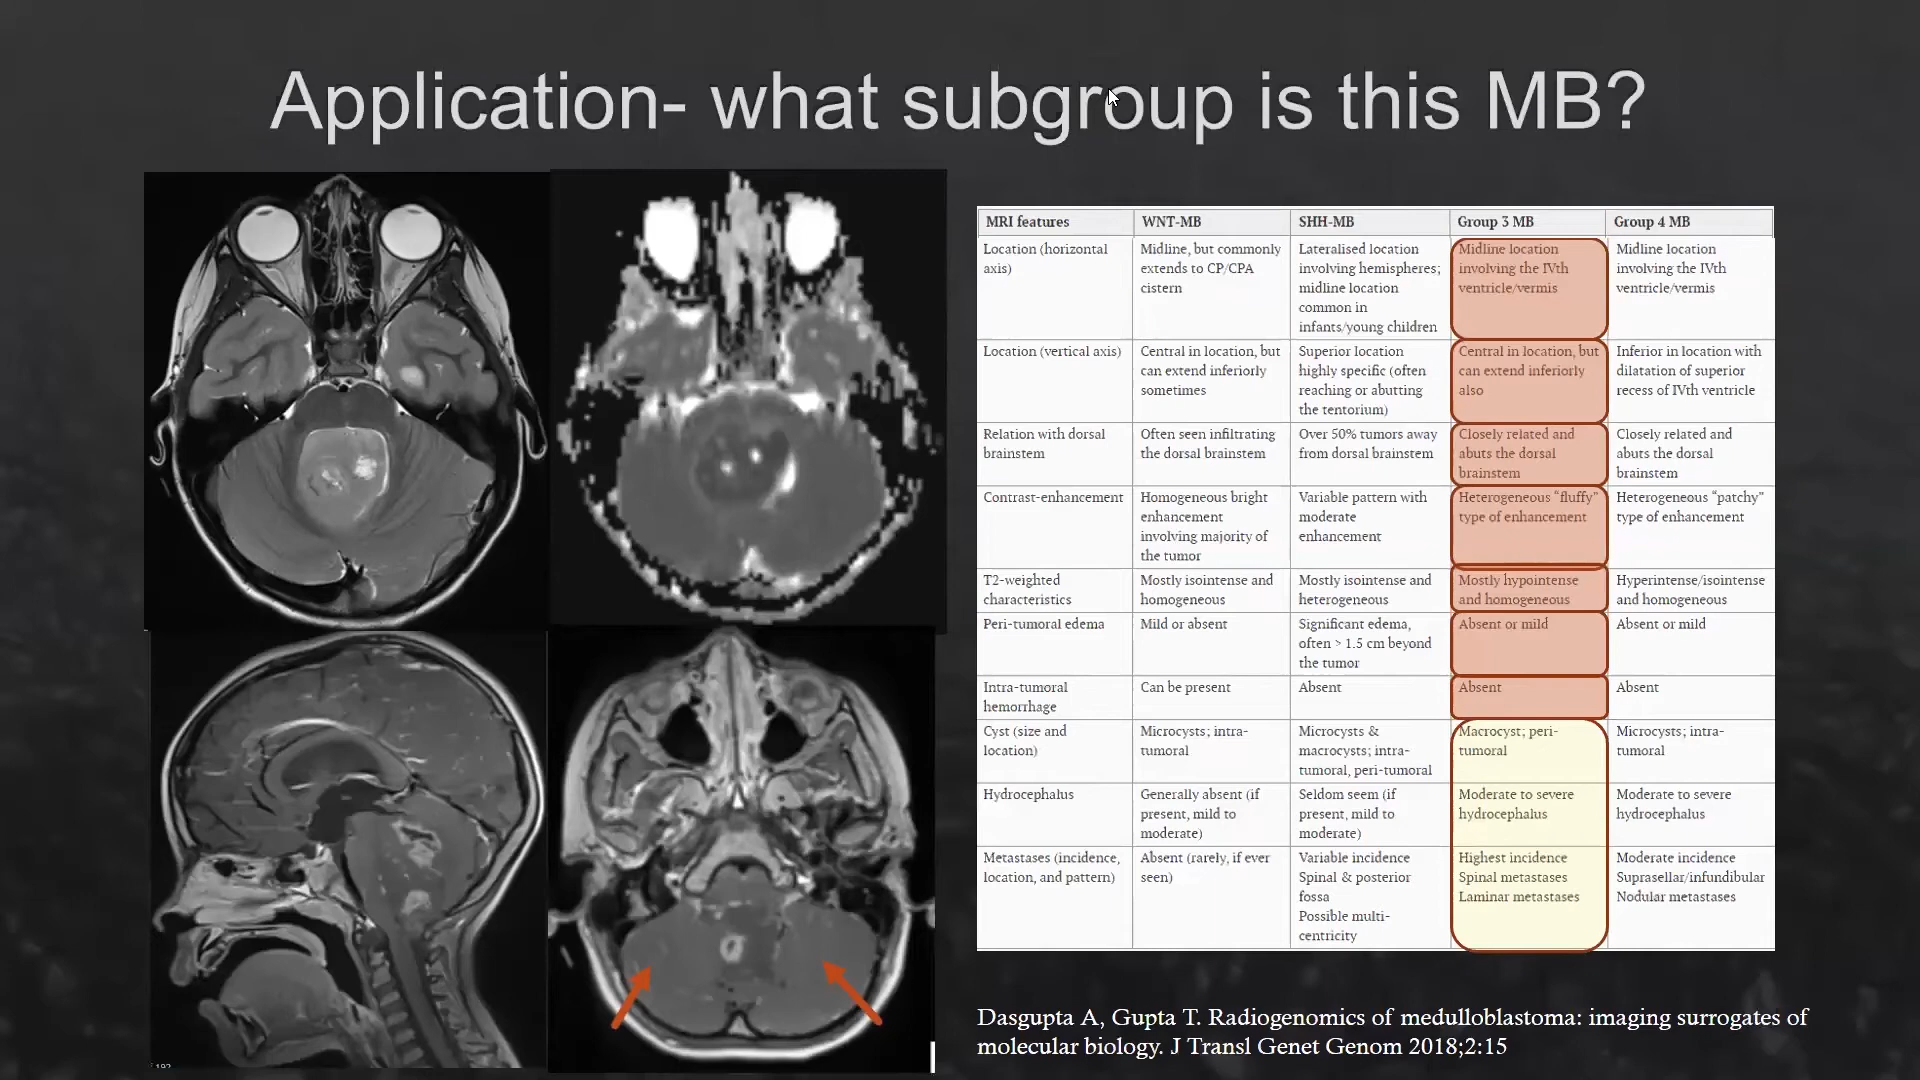 Application- what subgroup is this MB?
MRI features WNT-MB SHH-MB Group 3 MB Group 4 MB
Location (horizontal axis) Midline, but commonly extends to CP/CPA cistern Lateralised location involving hemispheres; midline location common in infants/young children Midline location involving the IVth ventricle/vermis Midline location involving the IVth ventricle/vermis
Location (vertical axis) Central in location, but can extend inferiorly sometimes Superior location highly specific (often reaching or abutting the tentorium) Central in location, but can extend inferiorly also Inferior in location with dilatation of superior recess of IVth ventricle
Relation with dorsal brainstem Often seen infiltrating the dorsal brainstem Over 50% tumors away from dorsal brainstem Closely related and abuts the dorsal brainstem Closely related and abuts the dorsal brainstem
Contrast-enhancement Homogeneous bright enhancement involving majority of the tumor Variable pattern with moderate enhancement Heterogeneous “fluffy” type of enhancement Heterogeneous “patchy” type of enhancement
T2-weighted characteristics Mostly isointense and homogeneous Mostly isointense and heterogeneous Mostly hypointense and homogeneous Hyperintense/isointense and homogeneous
Peri-tumoral edema Mild or absent Significant edema, often > 1.5 cm beyond the tumor Absent or mild Absent or mild
Intra-tumoral hemorrhage Can be present Absent Absent Absent
Cyst (size and location) Microcysts; intra-tumoral Microcysts & macrocysts; intra-tumoral, peri-tumoral Macrocyst; peri-tumoral Microcysts; intra-tumoral
Hydrocephalus Generally absent (if present, mild to moderate) Seldom seem (if present, mild to moderate) Moderate to severe hydrocephalus Moderate to severe hydrocephalus
Metastases (incidence, location, and pattern) Absent (rarely, if ever seen) Variable incidence Spinal & posterior fossa Possible multi-centricity Highest incidence Spinal metastases Laminar metastases Moderate incidence Suprasellar/infundibular Nodular metastases
Dasgupta A, Gupta T. Radiogenomics of medulloblastoma: imaging surrogates of
molecular biology. J Transl Genet Genom 2018;2:15